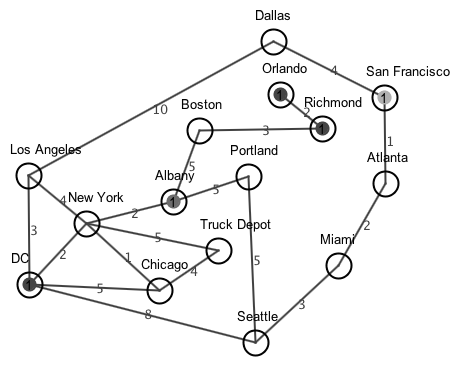 Dallas
Orlando
4
San Francisco
1
1
2
Richmond
10
Boston
1
3
1
Atlanta
Los Angeles
5
Portland
Albany
4
5
New York
1
2
2
Truck Depot
3
5
Miami
DC
2
1
Chicago
4
5
1
5
3
8
Seattle